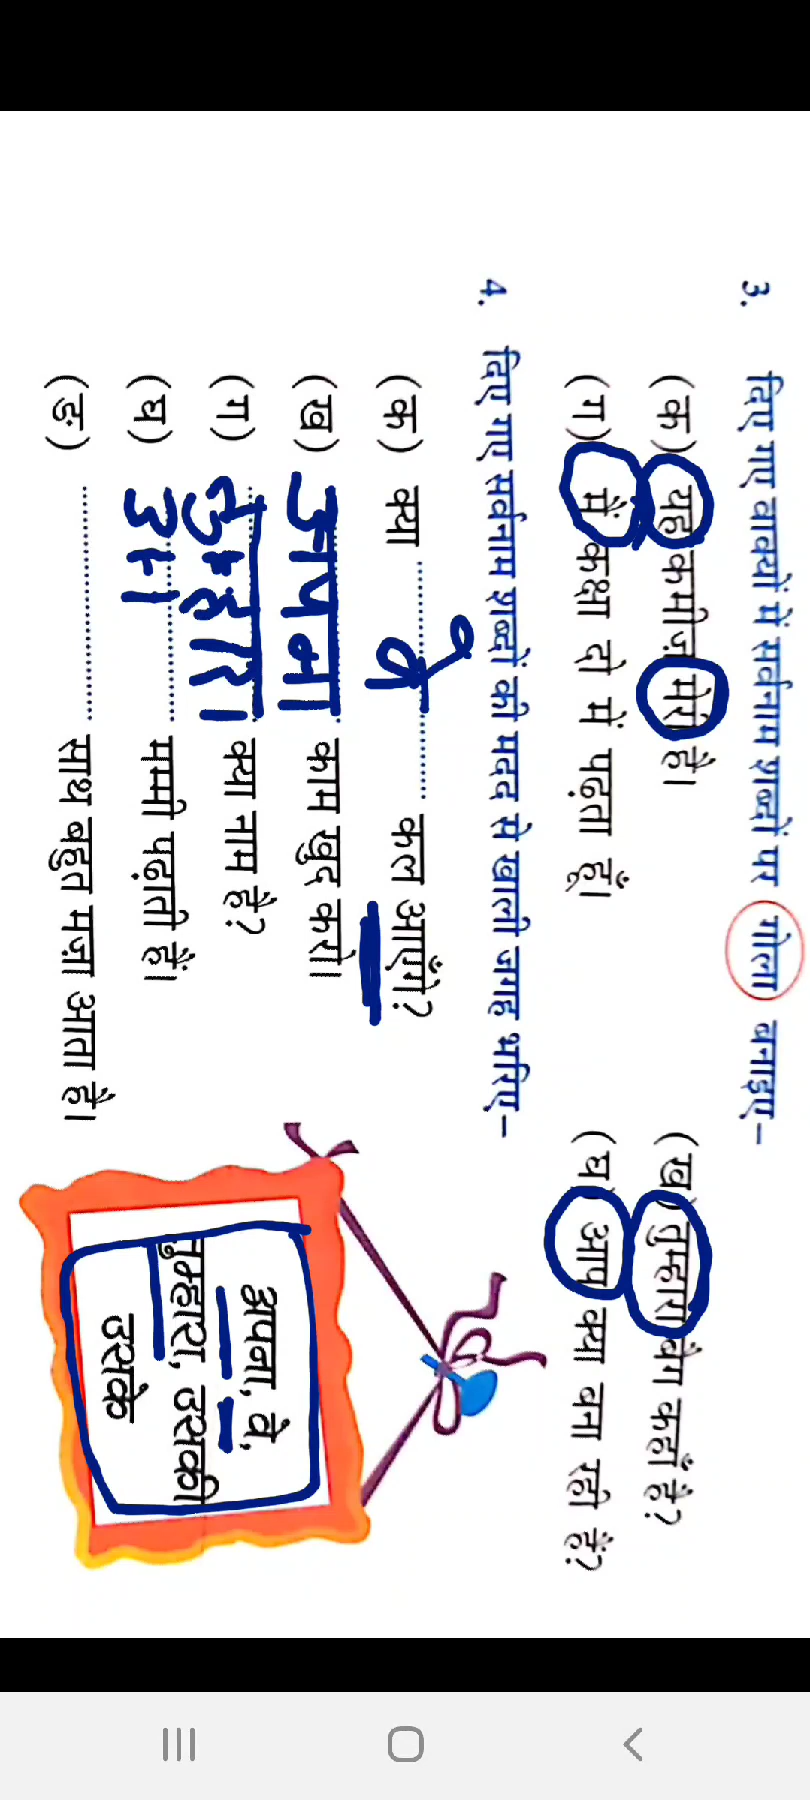 3. दिए गए वाक्यों में सर्वनाम शब्दों पर गोला बनाइए–
(क) यह कमीज़ मेरी है। (ख) तुम्हारा बैग कहाँ है?
(ग) मैं कक्षा दो में पढ़ता हूँ। (घ) आप क्या बना रही हैं?
4. दिए गए सर्वनाम शब्दों की मदद से खाली जगह भरिए–
(क) क्या वे कल आएँगे?
(ख) अपना काम खुद करो।
(ग) तुम्हारा क्या नाम है?
(घ) मम्मी पढ़ाती हैं।
(ङ) साथ बहुत मज़ा आता है।
अपना, वे,
तुम्हारा, उसकी
उसके